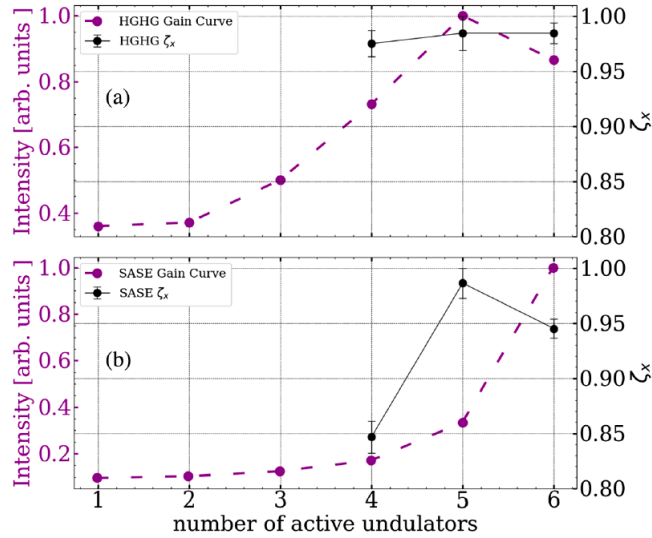 HGHG Gain Curve
HGHG ζx
(a)
Intensity [arb. units]
1.0
0.8
0.6
0.4
1.00
0.95
0.90
0.85
0.80
ζx
SASE Gain Curve
SASE ζx
(b)
Intensity [arb. units ]
1.0
0.8
0.6
0.4
0.2
1.00
0.95
0.90
0.85
0.80
ζx
1 2 3 4 5 6
number of active undulators